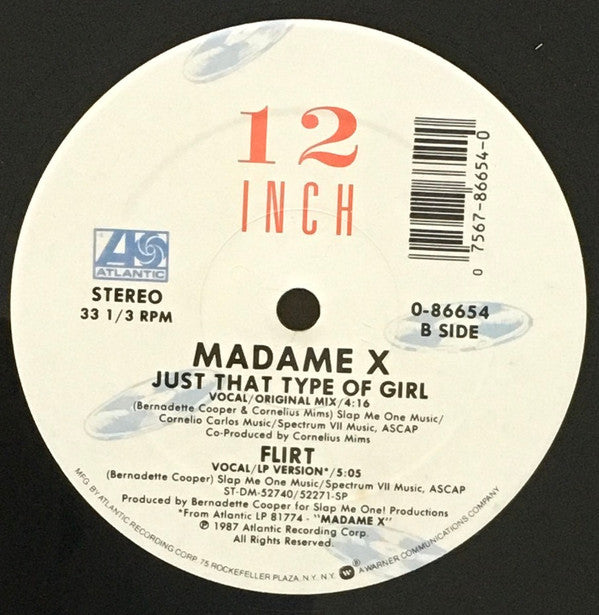 12
INCH
0 7567-86654-0
ATLANTIC
STEREO
33 1/3 RPM
0-86654
B SIDE
MADAME X
JUST THAT TYPE OF GIRL
VOCAL/ORIGINAL MIX/4:16
(Bernadette Cooper & Cornelius Mims) Slap Me One Music/
Cornelio Carlos Music/Spectrum VII Music, ASCAP
Co-Produced by Cornelius Mims
FLIRT
VOCAL/LP VERSION*/5:05
(Bernadette Cooper) Slap Me One Music/Spectrum VII Music, ASCAP
ST-DM-52740/52271-SP
Produced by Bernadette Cooper for Slap Me One! Productions
*From Atlantic LP 81774 - "MADAME X"
℗ 1987 Atlantic Recording Corp.
All Rights Reserved.
MFG. BY ATLANTIC RECORDING CORP. 75 ROCKEFELLER PLAZA, N.Y. N.Y. W ® A WARNER COMMUNICATIONS COMPANY